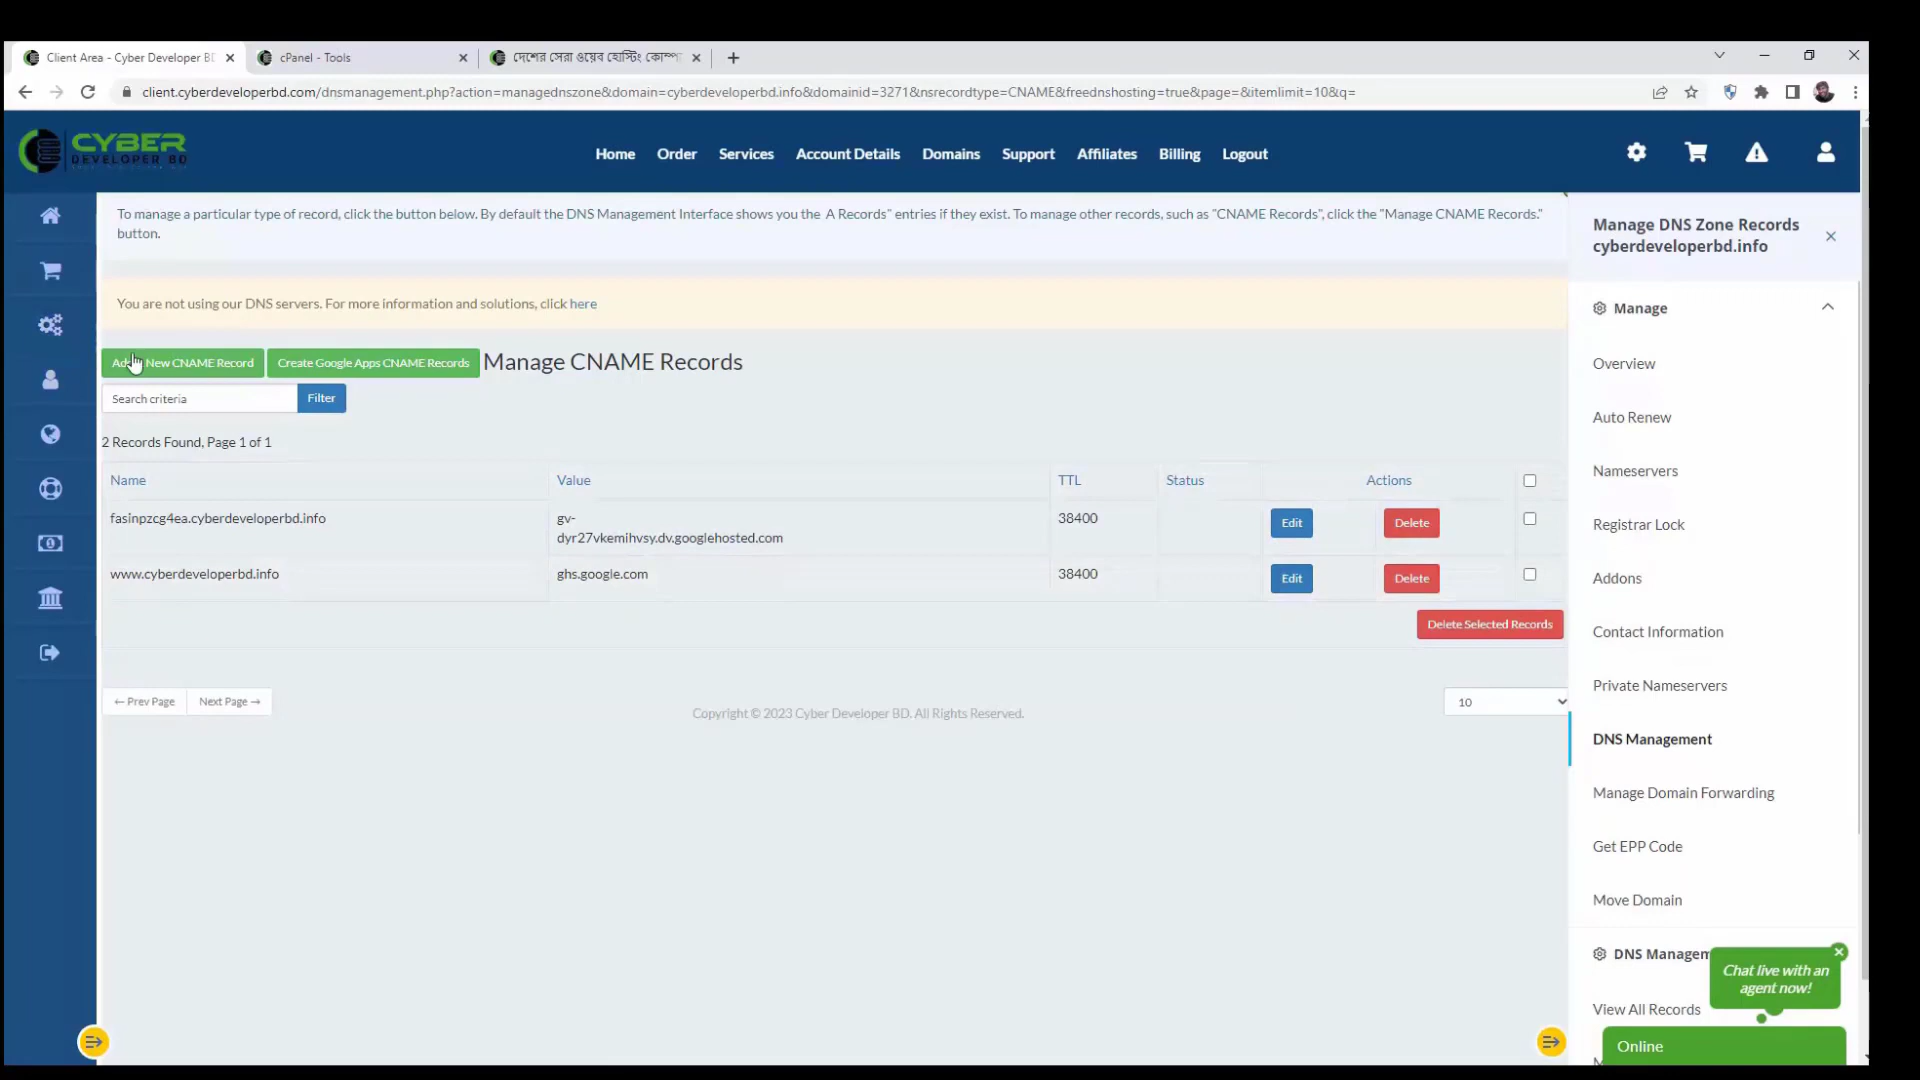 Client Area - Cyber Developer BD
cPanel - Tools
দেশের সেরা ওয়েব হোস্টিং কোম্প
client.cyberdeveloperbd.com/dnsmanagement.php?action=managednszone&domain=cyberdeveloperbd.info&domainid=3271&nsrecordtype=CNAME&freednshosting=true&page=&itemlimit=10&q=
CYBER
DEVELOPER BD
Home Order Services Account Details Domains Support Affiliates Billing Logout
To manage a particular type of record, click the button below. By default the DNS Management Interface shows you the A Records" entries if they exist. To manage other records, such as "CNAME Records", click the "Manage CNAME Records."
button.
You are not using our DNS servers. For more information and solutions, click here
New CNAME Record
Create Google Apps CNAME Records
Manage CNAME Records
Search criteria
Filter
2 Records Found, Page 1 of 1
Name Value TTL Status Actions
fasinpzcg4ea.cyberdeveloperbd.info gv- 38400 Edit Delete
dyr27vkemihvsy.dv.googlehosted.com
www.cyberdeveloperbd.info ghs.google.com 38400 Edit Delete
Delete Selected Records
← Prev Page Next Page →
10
Copyright © 2023 Cyber Developer BD. All Rights Reserved.
Manage DNS Zone Records
cyberdeveloperbd.info
Manage
Overview
Auto Renew
Nameservers
Registrar Lock
Addons
Contact Information
Private Nameservers
DNS Management
Manage Domain Forwarding
Get EPP Code
Move Domain
DNS Managem
Chat live with an
agent now!
View All Records
Online